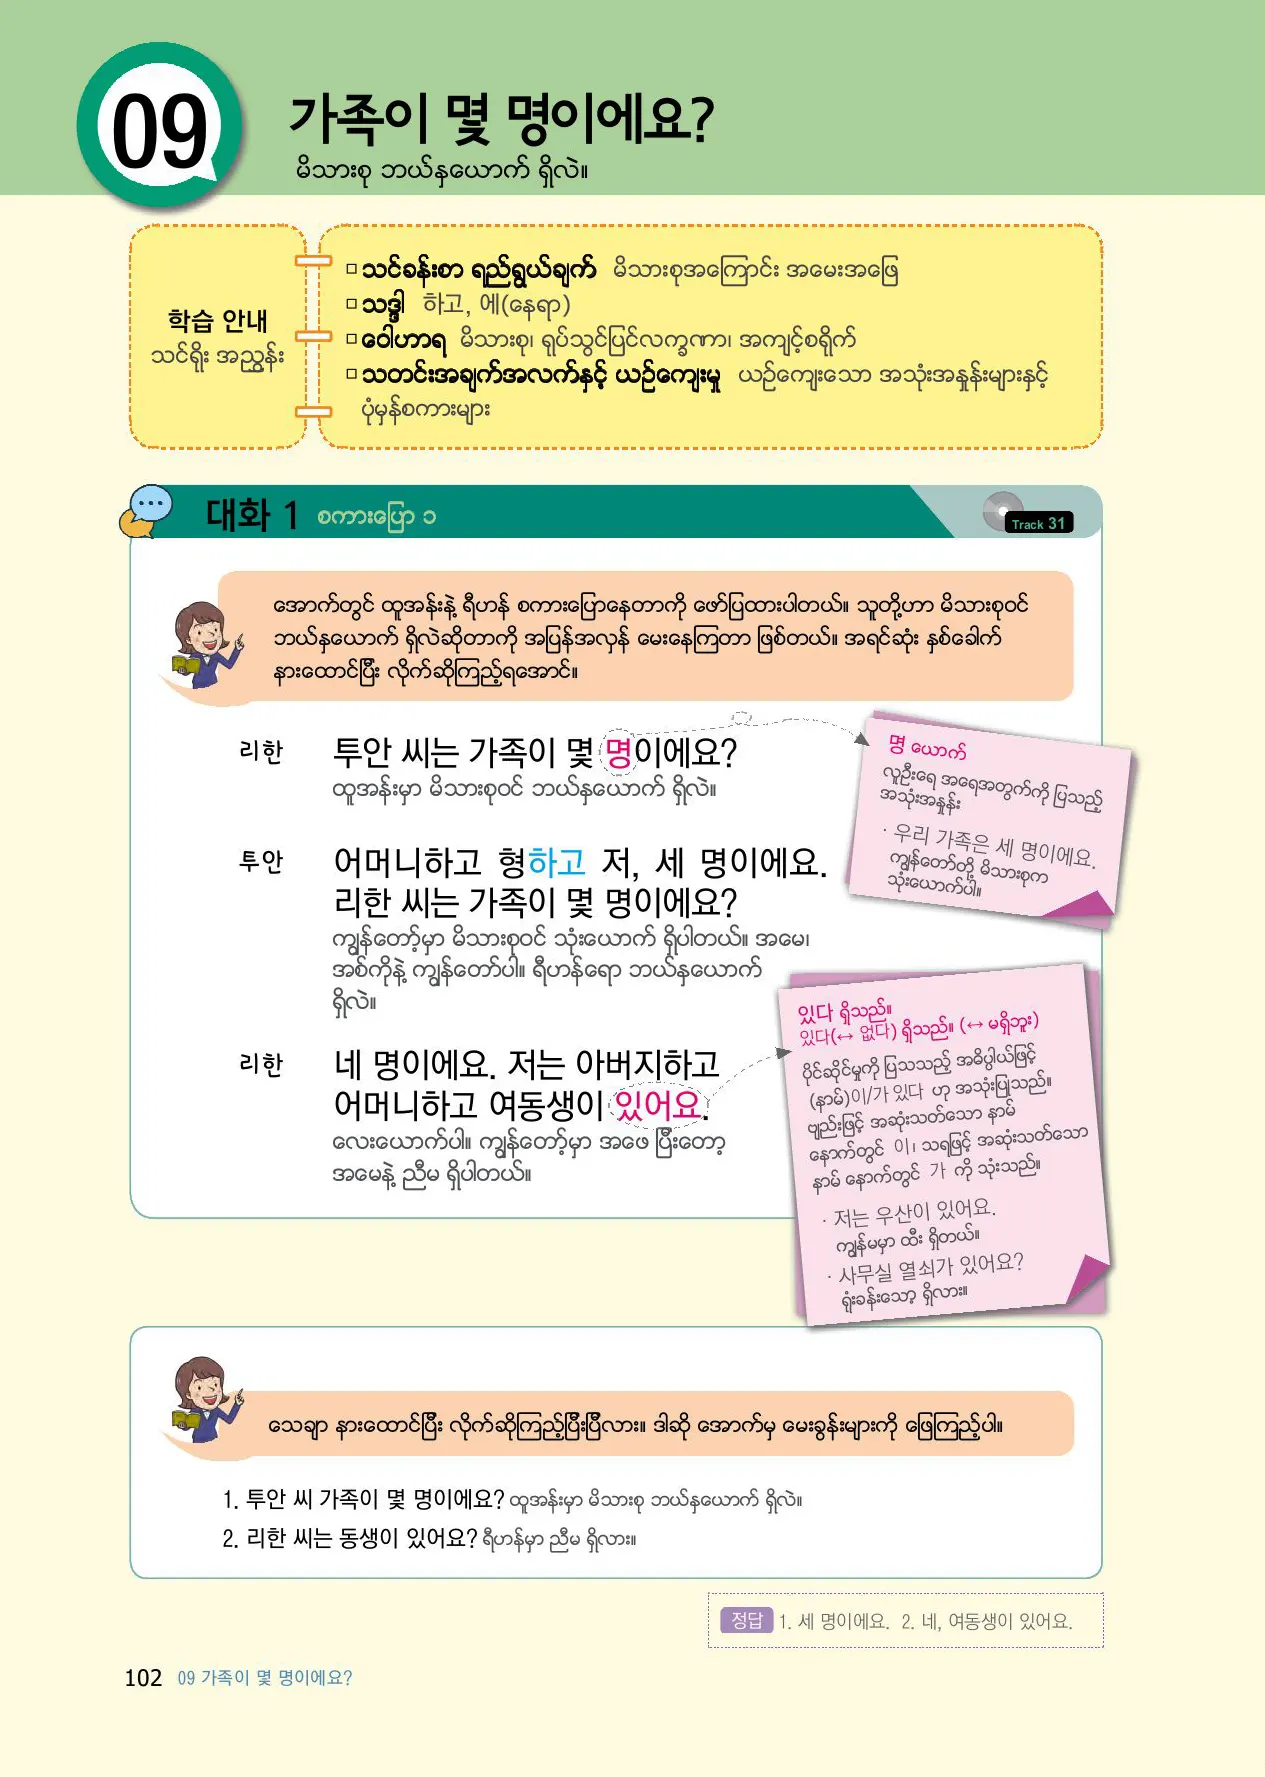 09
가족이 몇 명이에요?
မိသားစု ဘယ်နှယောက် ရှိလဲ။
학습 안내
သင်ရိုး အညွှန်း
□ သင်ခန်းစာ ရည်ရွယ်ချက် မိသားစုအကြောင်း အမေးအဖြေ
□ သဒ္ဒါ 하고, 에(နေရာ)
□ ဝေါဟာရ မိသားစု၊ ရုပ်သွင်ပြင်လက္ခဏာ၊ အကျင့်စရိုက်
□ သတင်းအချက်အလက်နှင့် ယဉ်ကျေးမှု ယဉ်ကျေးသော အသုံးအနှုန်းများနှင့်
ပုံမှန်စကားများ
대화 1 စကားပြော ၁
Track 31
အောက်တွင် ထူအန်းနဲ့ ရီဟန် စကားပြောနေတာကို ဖော်ပြထားပါတယ်။ သူတို့ဟာ မိသားစုဝင်
ဘယ်နှယောက် ရှိလဲဆိုတာကို အပြန်အလှန် မေးနေကြတာ ဖြစ်တယ်။ အရင်ဆုံး နှစ်ခေါက်
နားထောင်ပြီး လိုက်ဆိုကြည့်ရအောင်။
리한 투안 씨는 가족이 몇 명이에요?
ထူအန်းမှာ မိသားစုဝင် ဘယ်နှယောက် ရှိလဲ။
투안 어머니하고 형하고 저, 세 명이에요.
리한 씨는 가족이 몇 명이에요?
ကျွန်တော့်မှာ မိသားစုဝင် သုံးယောက် ရှိပါတယ်။ အမေ၊
အစ်ကိုနဲ့ ကျွန်တော်ပါ။ ရီဟန်ရော ဘယ်နှယောက်
ရှိလဲ။
리한 네 명이에요. 저는 아버지하고
어머니하고 여동생이 있어요.
လေးယောက်ပါ။ ကျွန်တော့်မှာ အဖေ ပြီးတော့
အမေနဲ့ ညီမ ရှိပါတယ်။
명 ယောက်
လူဦးရေ အရေအတွက်ကို ပြသည့်
အသုံးအနှုန်း
· 우리 가족은 세 명이에요.
ကျွန်တော်တို့ မိသားစုက
သုံးယောက်ပါ။
있다 ရှိသည်။
있다(↔ 없다) ရှိသည်။ (↔ မရှိဘူး)
ပိုင်ဆိုင်မှုကို ပြသသည့် အဓိပ္ပါယ်ဖြင့်
(နာမ်)이/가 있다 ဟု အသုံးပြုသည်။
ဗျည်းဖြင့် အဆုံးသတ်သော နာမ်
နောက်တွင် 이၊ သရဖြင့် အဆုံးသတ်သော
နာမ် နောက်တွင် 가 ကို သုံးသည်။
· 저는 우산이 있어요.
ကျွန်မမှာ ထီး ရှိတယ်။
· 사무실 열쇠가 있어요?
ရုံးခန်းသော့ ရှိလား။
သေချာ နားထောင်ပြီး လိုက်ဆိုကြည့်ပြီးပြီလား။ ဒါဆို အောက်မှ မေးခွန်းများကို ဖြေကြည့်ပါ။
1. 투안 씨 가족이 몇 명이에요? ထူအန်းမှာ မိသားစု ဘယ်နှယောက် ရှိလဲ။
2. 리한 씨는 동생이 있어요? ရီဟန်မှာ ညီမ ရှိလား။
정답 1. 세 명이에요. 2. 네, 여동생이 있어요.
102 09 가족이 몇 명이에요?